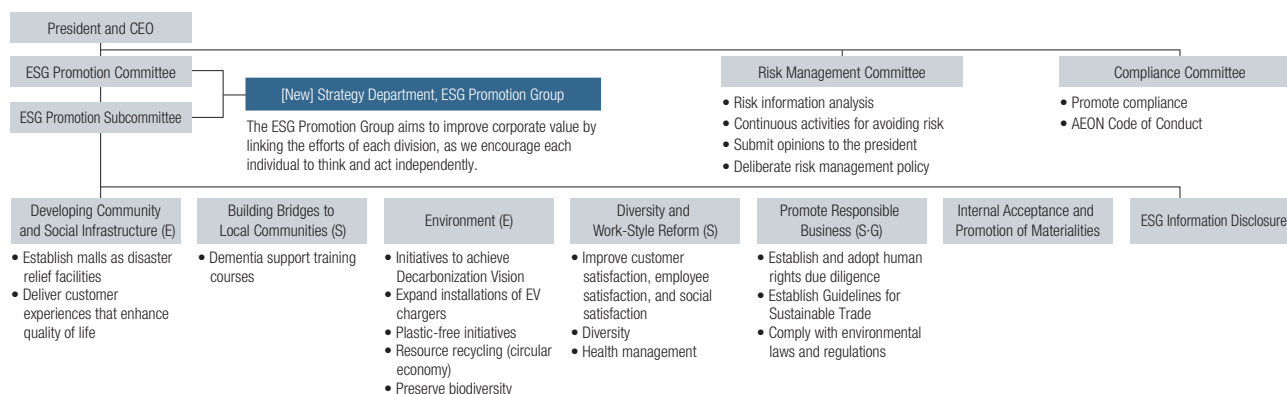 President and CEO
ESG Promotion Committee
ESG Promotion Subcommittee
[New] Strategy Department, ESG Promotion Group
The ESG Promotion Group aims to improve corporate value by
linking the efforts of each division, as we encourage each
individual to think and act independently.
Risk Management Committee
• Risk information analysis
• Continuous activities for avoiding risk
• Submit opinions to the president
• Deliberate risk management policy
Compliance Committee
• Promote compliance
• AEON Code of Conduct
Developing Community
and Social Infrastructure (E)
• Establish malls as disaster
relief facilities
• Deliver customer
experiences that enhance
quality of life
Building Bridges to
Local Communities (S)
• Dementia support training
courses
Environment (E)
• Initiatives to achieve
Decarbonization Vision
• Expand installations of EV
chargers
• Plastic-free initiatives
• Resource recycling (circular
economy)
• Preserve biodiversity
Diversity and
Work-Style Reform (S)
• Improve customer
satisfaction, employee
satisfaction, and social
satisfaction
• Diversity
• Health management
Promote Responsible
Business (S·G)
• Establish and adopt human
rights due diligence
• Establish Guidelines for
Sustainable Trade
• Comply with environmental
laws and regulations
Internal Acceptance and
Promotion of Materialities
ESG Information Disclosure